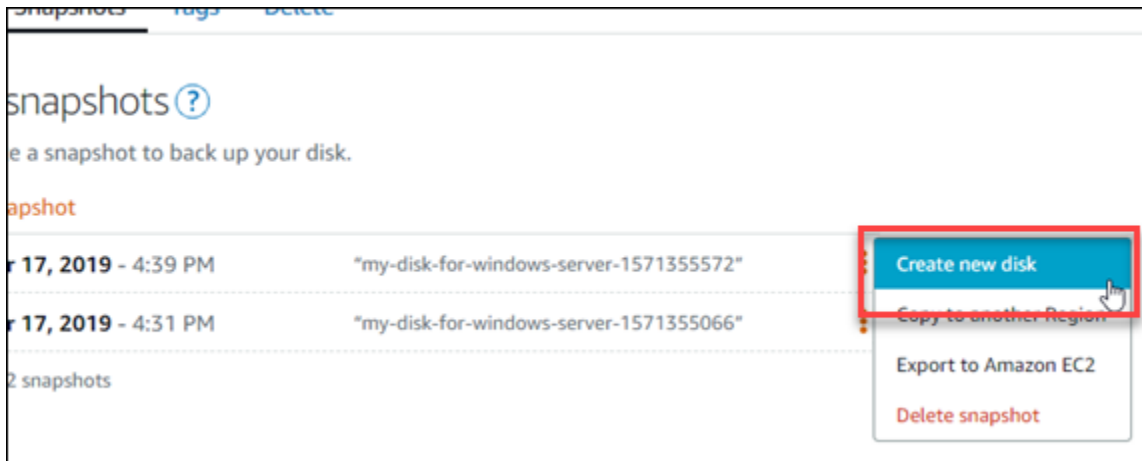 Snapshots Tags Delete
snapshots ?
e a snapshot to back up your disk.
apshot
r 17, 2019 - 4:39 PM "my-disk-for-windows-server-1571355572" Create new disk
r 17, 2019 - 4:31 PM "my-disk-for-windows-server-1571355066" Copy to another Region
2 snapshots Export to Amazon EC2
Delete snapshot